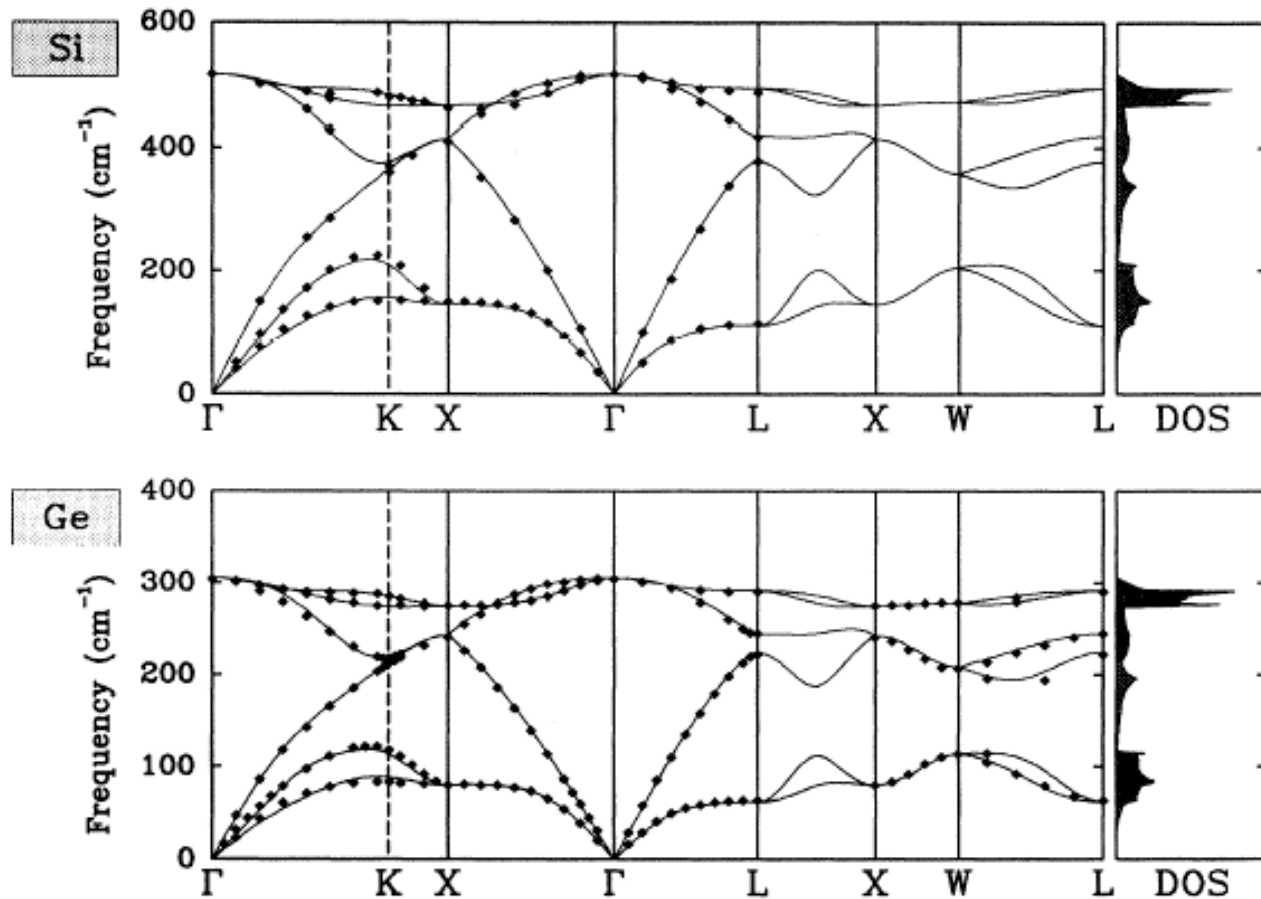 Si
Frequency (cm⁻¹)
600
400
200
0
Γ K X Γ L X W L DOS
Ge
Frequency (cm⁻¹)
400
300
200
100
0
Γ K X Γ L X W L DOS